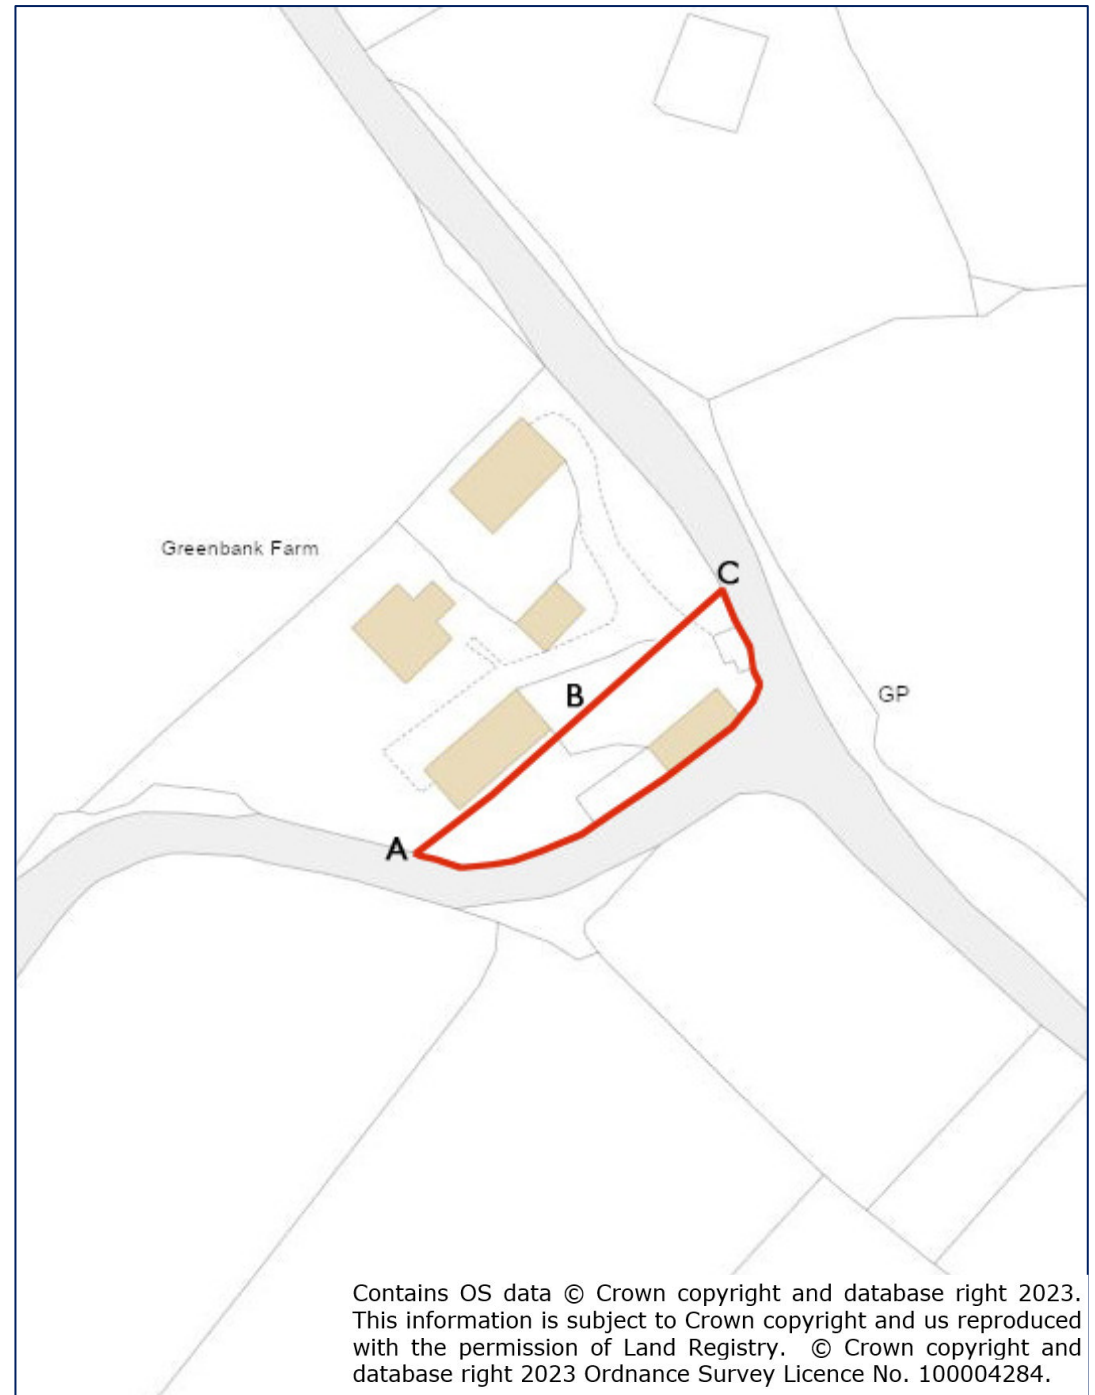 C
Greenbank Farm
B
GP
A
Contains OS data © Crown copyright and database right 2023.
This information is subject to Crown copyright and us reproduced
with the permission of Land Registry. © Crown copyright and
database right 2023 Ordnance Survey Licence No. 100004284.